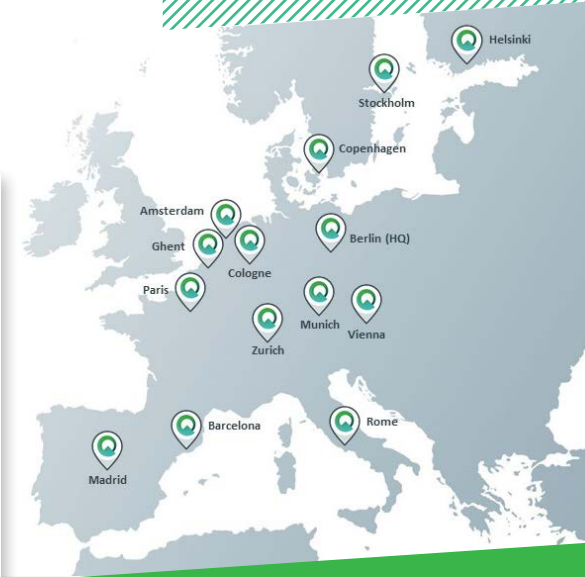 Helsinki
Stockholm
Copenhagen
Amsterdam
Ghent
Cologne
Berlin (HQ)
Paris
Munich
Vienna
Zurich
Barcelona
Rome
Madrid